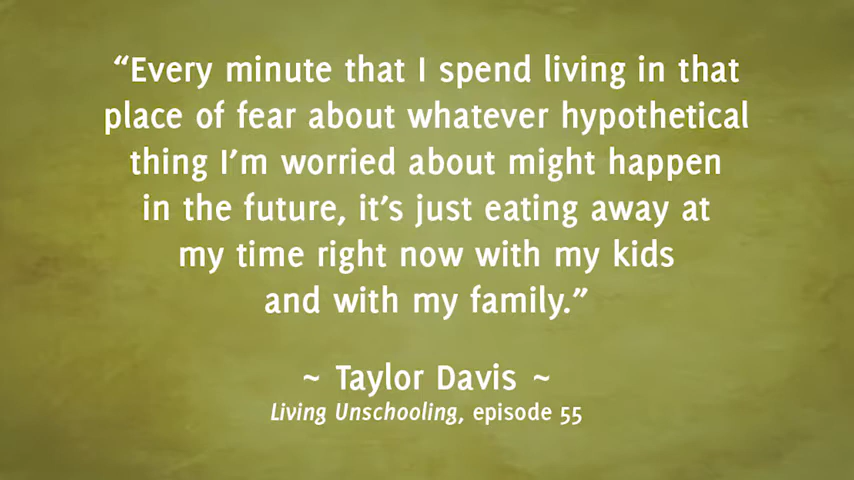 “Every minute that I spend living in that
place of fear about whatever hypothetical
thing I’m worried about might happen
in the future, it’s just eating away at
my time right now with my kids
and with my family.”
~ Taylor Davis ~
Living Unschooling, episode 55